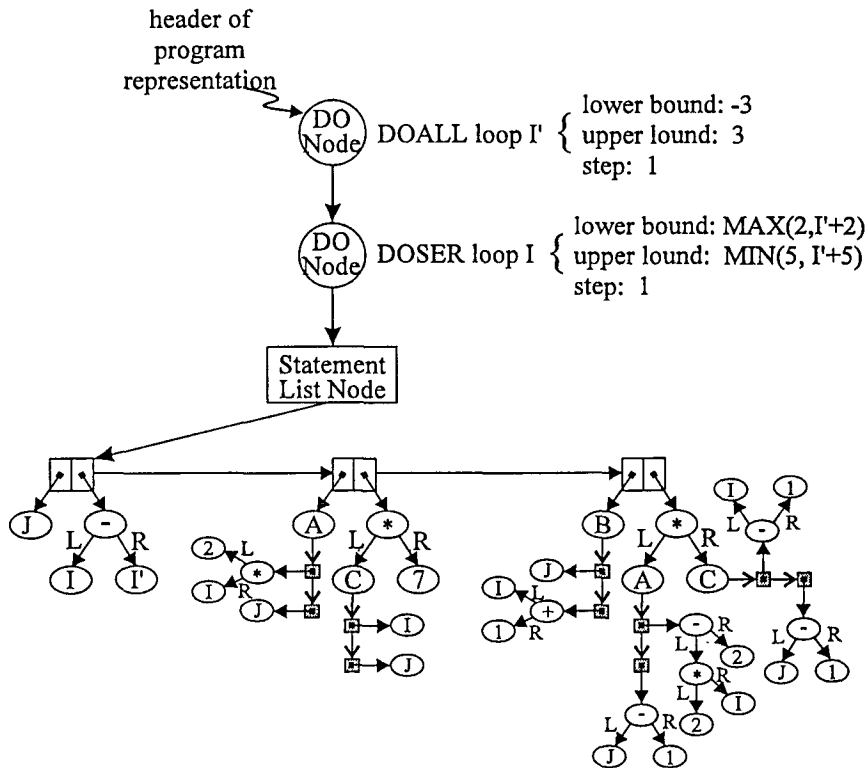 header of
program
representation
DO
Node
DOALL loop I' {
lower bound: -3
upper lound: 3
step: 1
DO
Node
DOSER loop I {
lower bound: MAX(2,I'+2)
upper lound: MIN(5, I'+5)
step: 1
Statement
List Node
J
-
L
R
I
I'
A
*
2
L
*
I
R
J
L
R
C
7
I
J
B
*
J
I
L
+
1
R
L
R
A
C
I
1
L
R
-
-
R
L
2
*
R
L
I
2
-
L
R
J
1
-
L
R
J
1